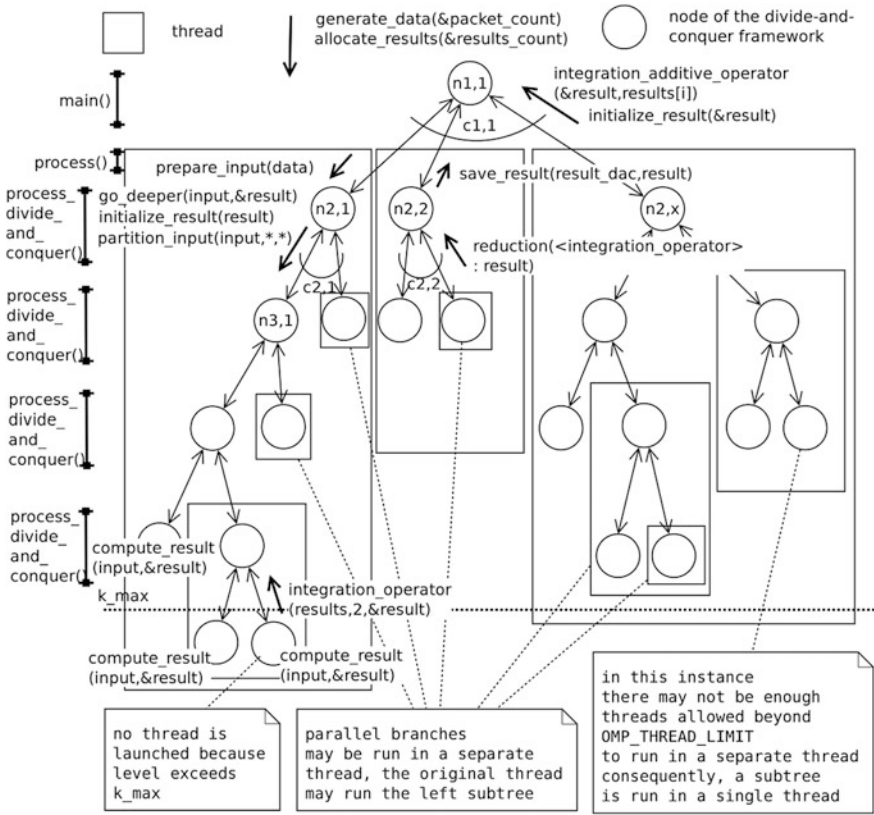 thread
generate_data(&packet_count)
allocate_results(&results_count)
node of the divide-and-
conquer framework
main()
n1,1
integration_additive_operator
(&result,results[i])
initialize_result(&result)
c1,1
process()
prepare_input(data)
save_result(result_dac,result)
process_
divide_
and_
conquer()
go_deeper(input,&result)
initialize_result(result)
partition_input(input,*,*)
n2,1
n2,2
n2,x
reduction(<integration_operator>
: result)
c2,1
c2,2
process_
divide_
and_
conquer()
n3,1
process_
divide_
and_
conquer()
process_
divide_
and_
conquer()
compute_result
(input,&result)
k_max
integration_operator
(results,2,&result)
compute_result
(input,&result)
compute_result
(input,&result)
no thread is
launched because
level exceeds
k_max
parallel branches
may be run in a separate
thread, the original thread
may run the left subtree
in this instance
there may not be enough
threads allowed beyond
OMP_THREAD_LIMIT
to run in a separate thread
consequently, a subtree
is run in a single thread